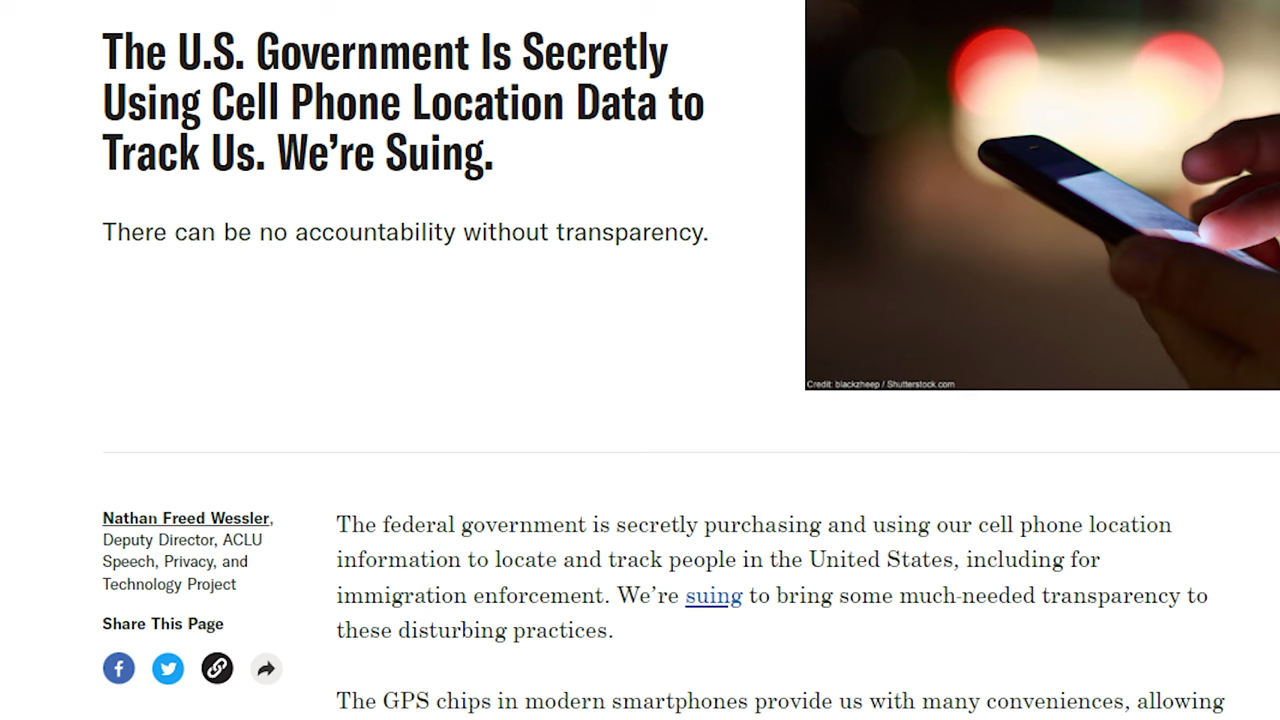 The U.S. Government Is Secretly
Using Cell Phone Location Data to
Track Us. We’re Suing.
There can be no accountability without transparency.
Credit: blackzheep / Shutterstock.com
Nathan Freed Wessler,
Deputy Director, ACLU
Speech, Privacy, and
Technology Project
Share This Page
The federal government is secretly purchasing and using our cell phone location
information to locate and track people in the United States, including for
immigration enforcement. We’re suing to bring some much-needed transparency to
these disturbing practices.
The GPS chips in modern smartphones provide us with many conveniences, allowing